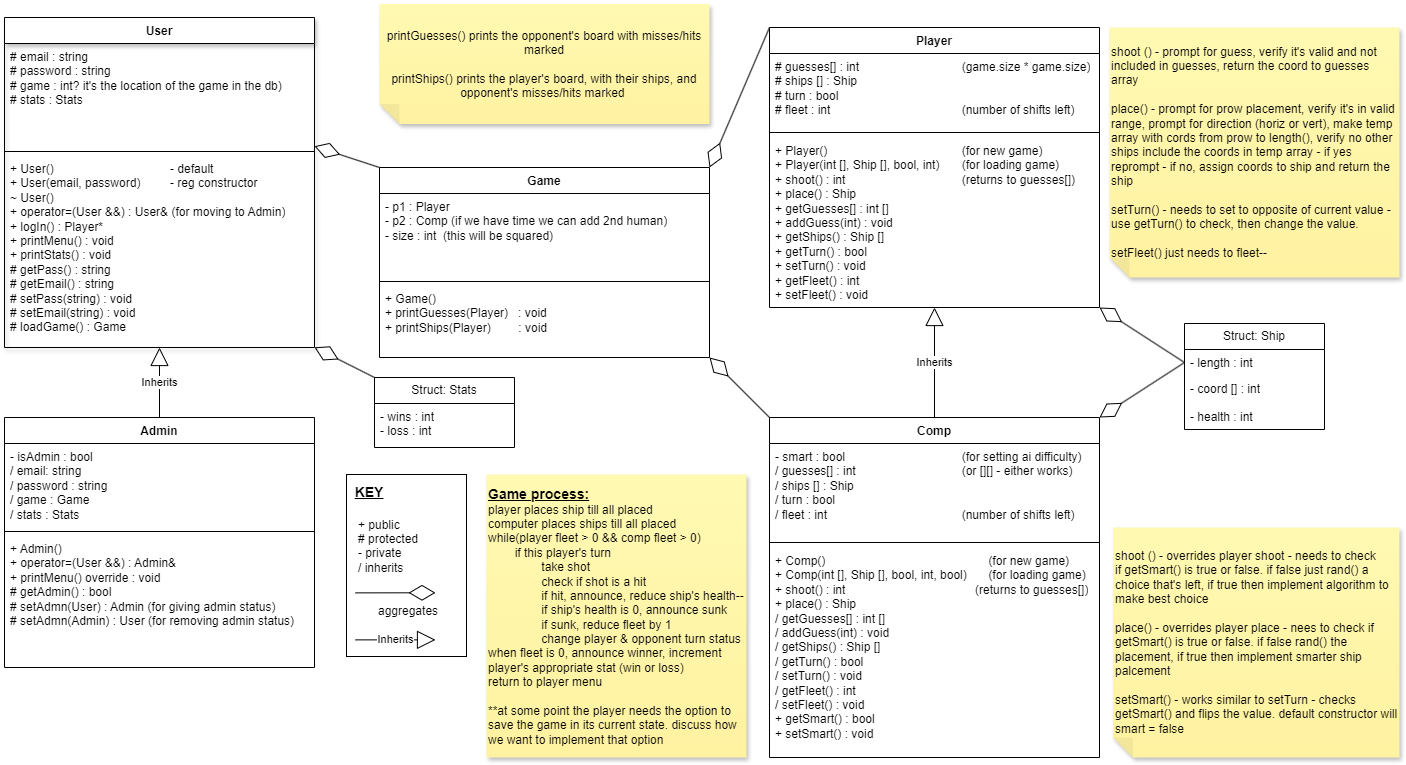 User
# email : string
# password : string
# game : int? it's the location of the game in the db)
# stats : Stats
+ User() - default
+ User(email, password) - reg constructor
~ User()
+ operator=(User &&) : User& (for moving to Admin)
+ logIn() : Player*
+ printMenu() : void
+ printStats() : void
# getPass() : string
# getEmail() : string
# setPass(string) : void
# setEmail(string) : void
# loadGame() : Game
Inherits
Admin
- isAdmin : bool
/ email: string
/ password : string
/ game : Game
/ stats : Stats
+ Admin()
+ operator=(User &&) : Admin&
+ printMenu() override : void
# getAdmin() : bool
# setAdmn(User) : Admin (for giving admin status)
# setAdmn(Admin) : User (for removing admin status)
printGuesses() prints the opponent's board with misses/hits
marked
printShips() prints the player's board, with their ships, and
opponent's misses/hits marked
Game
- p1 : Player
- p2 : Comp (if we have time we can add 2nd human)
- size : int (this will be squared)
+ Game()
+ printGuesses(Player) : void
+ printShips(Player) : void
Struct: Stats
- wins : int
- loss : int
KEY
+ public
# protected
- private
/ inherits
aggregates
Inherits
Game process:
player places ship till all placed
computer places ships till all placed
while(player fleet > 0 && comp fleet > 0)
if this player's turn
take shot
check if shot is a hit
if hit, announce, reduce ship's health--
if ship's health is 0, announce sunk
if sunk, reduce fleet by 1
change player & opponent turn status
when fleet is 0, announce winner, increment
player's appropriate stat (win or loss)
return to player menu
**at some point the player needs the option to
save the game in its current state. discuss how
we want to implement that option
Player
# guesses[] : int (game.size * game.size)
# ships [] : Ship
# turn : bool
# fleet : int (number of shifts left)
+ Player() (for new game)
+ Player(int [], Ship [], bool, int) (for loading game)
+ shoot() : int (returns to guesses[])
+ place() : Ship
+ getGuesses[] : int []
+ addGuess(int) : void
+ getShips() : Ship []
+ getTurn() : bool
+ setTurn() : void
+ getFleet() : int
+ setFleet() : void
Inherits
Comp
- smart : bool (for setting ai difficulty)
/ guesses[] : int (or [][] - either works)
/ ships [] : Ship
/ turn : bool
/ fleet : int (number of shifts left)
+ Comp() (for new game)
+ Comp(int [], Ship [], bool, int, bool) (for loading game)
+ shoot() : int (returns to guesses[])
+ place() : Ship
/ getGuesses[] : int []
/ addGuess(int) : void
/ getShips() : Ship []
/ getTurn() : bool
/ setTurn() : void
/ getFleet() : int
/ setFleet() : void
+ getSmart() : bool
+ setSmart() : void
shoot () - prompt for guess, verify it's valid and not
included in guesses, return the coord to guesses
array
place() - prompt for prow placement, verify it's in valid
range, prompt for direction (horiz or vert), make temp
array with cords from prow to length(), verify no other
ships include the coords in temp array - if yes
reprompt - if no, assign coords to ship and return the
ship
setTurn() - needs to set to opposite of current value -
use getTurn() to check, then change the value.
setFleet() just needs to fleet--
Struct: Ship
- length : int
- coord [] : int
- health : int
shoot () - overrides player shoot - needs to check
if getSmart() is true or false. if false just rand() a
choice that's left, if true then implement algorithm to
make best choice
place() - overrides player place - nees to check if
getSmart() is true or false. if false rand() the
placement, if true then implement smarter ship
palcement
setSmart() - works similar to setTurn - checks
getSmart() and flips the value. default constructor will
smart = false